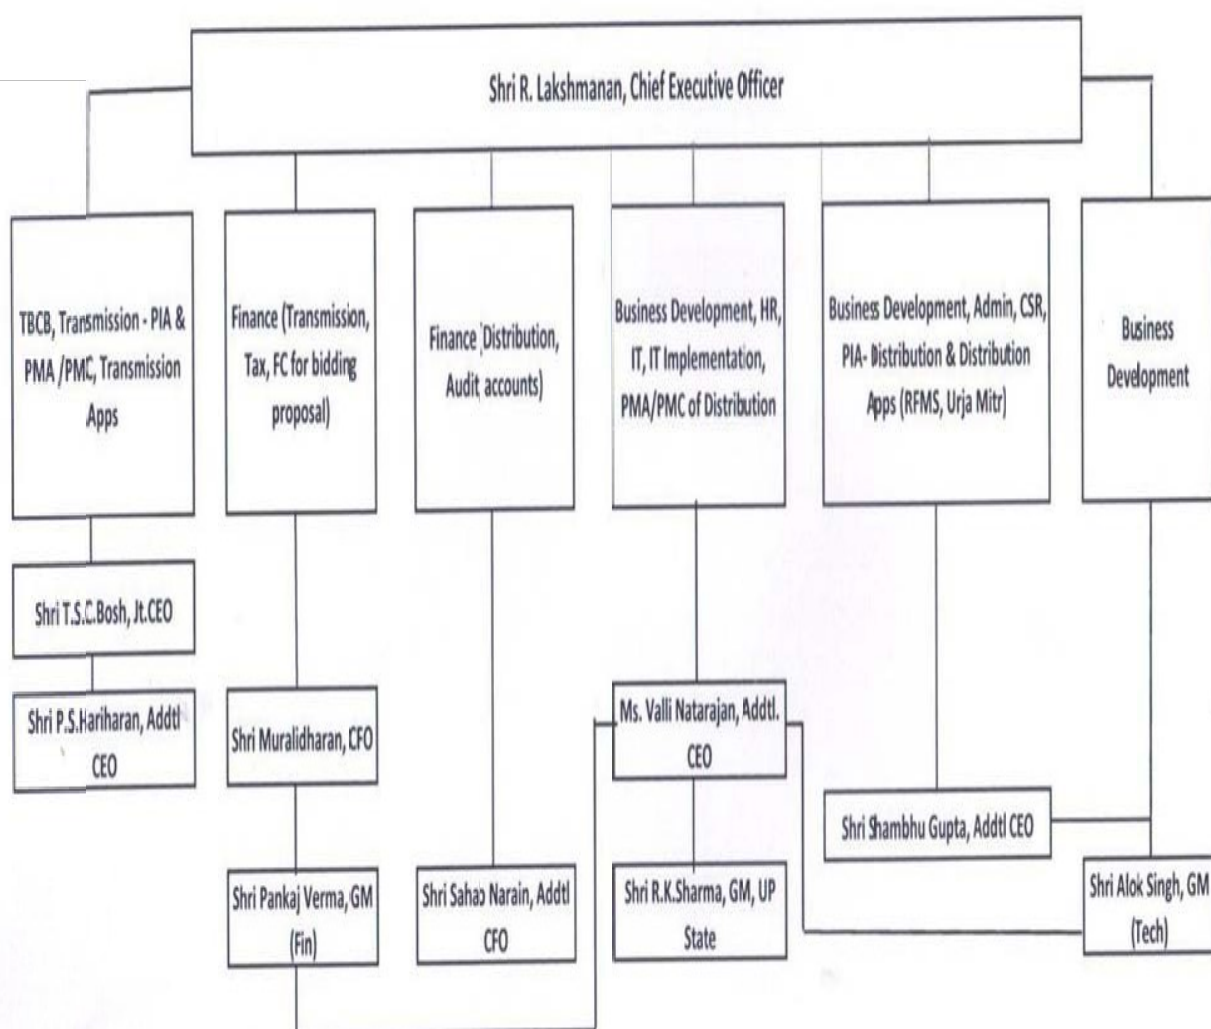 Shri R. Lakshmanan, Chief Executive Officer
TBCB, Transmission - PIA &
PMA /PMC, Transmission
Apps
Finance (Transmission,
Tax, FC for bidding
proposal)
Finance Distribution,
Audit accounts)
Business Development, HR,
IT, IT Implementation,
PMA/PMC of Distribution
Business Development, Admin, CSR,
PIA- Distribution & Distribution
Apps (RFMS, Urja Mitr)
Business
Development
Shri T.S.C.Bosh, Jt.CEO
Shri P.S.Hariharan, Addtl
CEO
Shri Muralidharan, CFO
Ms. Valli Natarajan, Addtl.
CEO
Shri Shambhu Gupta, Addtl CEO
Shri Pankaj Verma, GM
(Fin)
Shri Sahab Narain, Addtl
CFO
Shri R.K.Sharma, GM, UP
State
Shri Alok Singh, GM
(Tech)